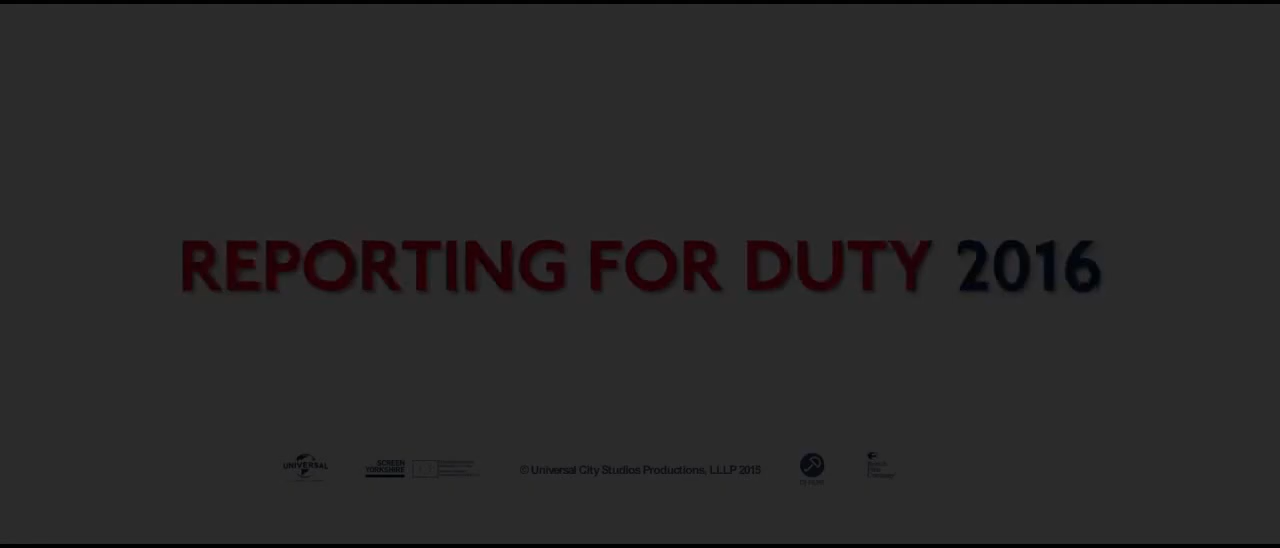 REPORTING FOR DUTY 2016
UNIVERSAL
SCREEN
YORKSHIRE
© Universal City Studios Productions, LLLP 2015